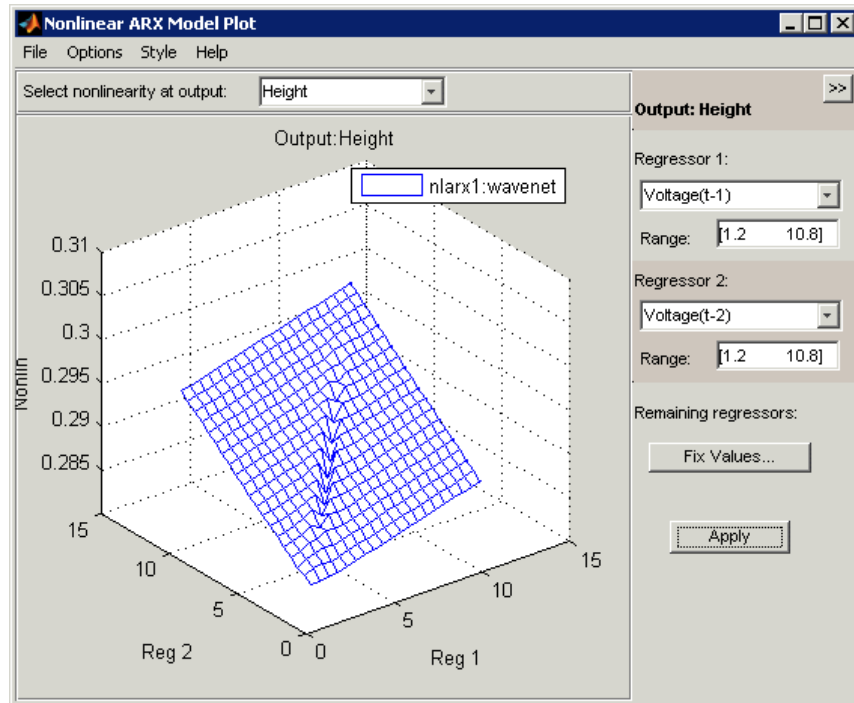 Nonlinear ARX Model Plot
File Options Style Help
Select nonlinearity at output: Height
>>
Output: Height
Output:Height
nlarx1:wavenet
Regressor 1:
Voltage(t-1)
Range: [1.2 10.8]
Regressor 2:
Voltage(t-2)
Range: [1.2 10.8]
Remaining regressors:
Fix Values...
Apply
0.31
0.305
0.3
0.295
0.29
0.285
Nonlin
15
10
5
0
Reg 2
0
5
10
15
Reg 1